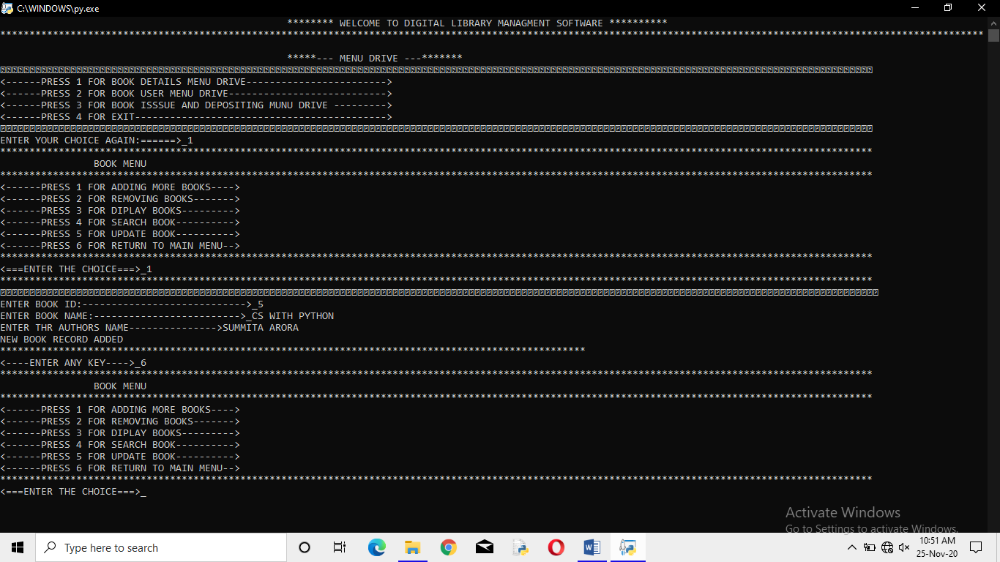 C:\WINDOWS\py.exe
******** WELCOME TO DIGITAL LIBRARY MANAGMENT SOFTWARE **********
*****--- MENU DRIVE ---*******
<------PRESS 1 FOR BOOK DETAILS MENU DRIVE------------------------>
<------PRESS 2 FOR BOOK USER MENU DRIVE--------------------------->
<------PRESS 3 FOR BOOK ISSSUE AND DEPOSITING MUNU DRIVE --------->
<------PRESS 4 FOR EXIT------------------------------------------->
ENTER YOUR CHOICE AGAIN:======>_1
BOOK MENU
<------PRESS 1 FOR ADDING MORE BOOKS---->
<------PRESS 2 FOR REMOVING BOOKS------->
<------PRESS 3 FOR DIPLAY BOOKS--------->
<------PRESS 4 FOR SEARCH BOOK---------->
<------PRESS 5 FOR UPDATE BOOK---------->
<------PRESS 6 FOR RETURN TO MAIN MENU-->
<===ENTER THE CHOICE===>_1
ENTER BOOK ID:---------------------------->_5
ENTER BOOK NAME:------------------------->_CS WITH PYTHON
ENTER THR AUTHORS NAME--------------->SUMMITA ARORA
NEW BOOK RECORD ADDED
<----ENTER ANY KEY---->_6
BOOK MENU
<------PRESS 1 FOR ADDING MORE BOOKS---->
<------PRESS 2 FOR REMOVING BOOKS------->
<------PRESS 3 FOR DIPLAY BOOKS--------->
<------PRESS 4 FOR SEARCH BOOK---------->
<------PRESS 5 FOR UPDATE BOOK---------->
<------PRESS 6 FOR RETURN TO MAIN MENU-->
<===ENTER THE CHOICE===>_
Activate Windows
Go to Settings to activate Windows.
Type here to search
10:51 AM
25-Nov-20